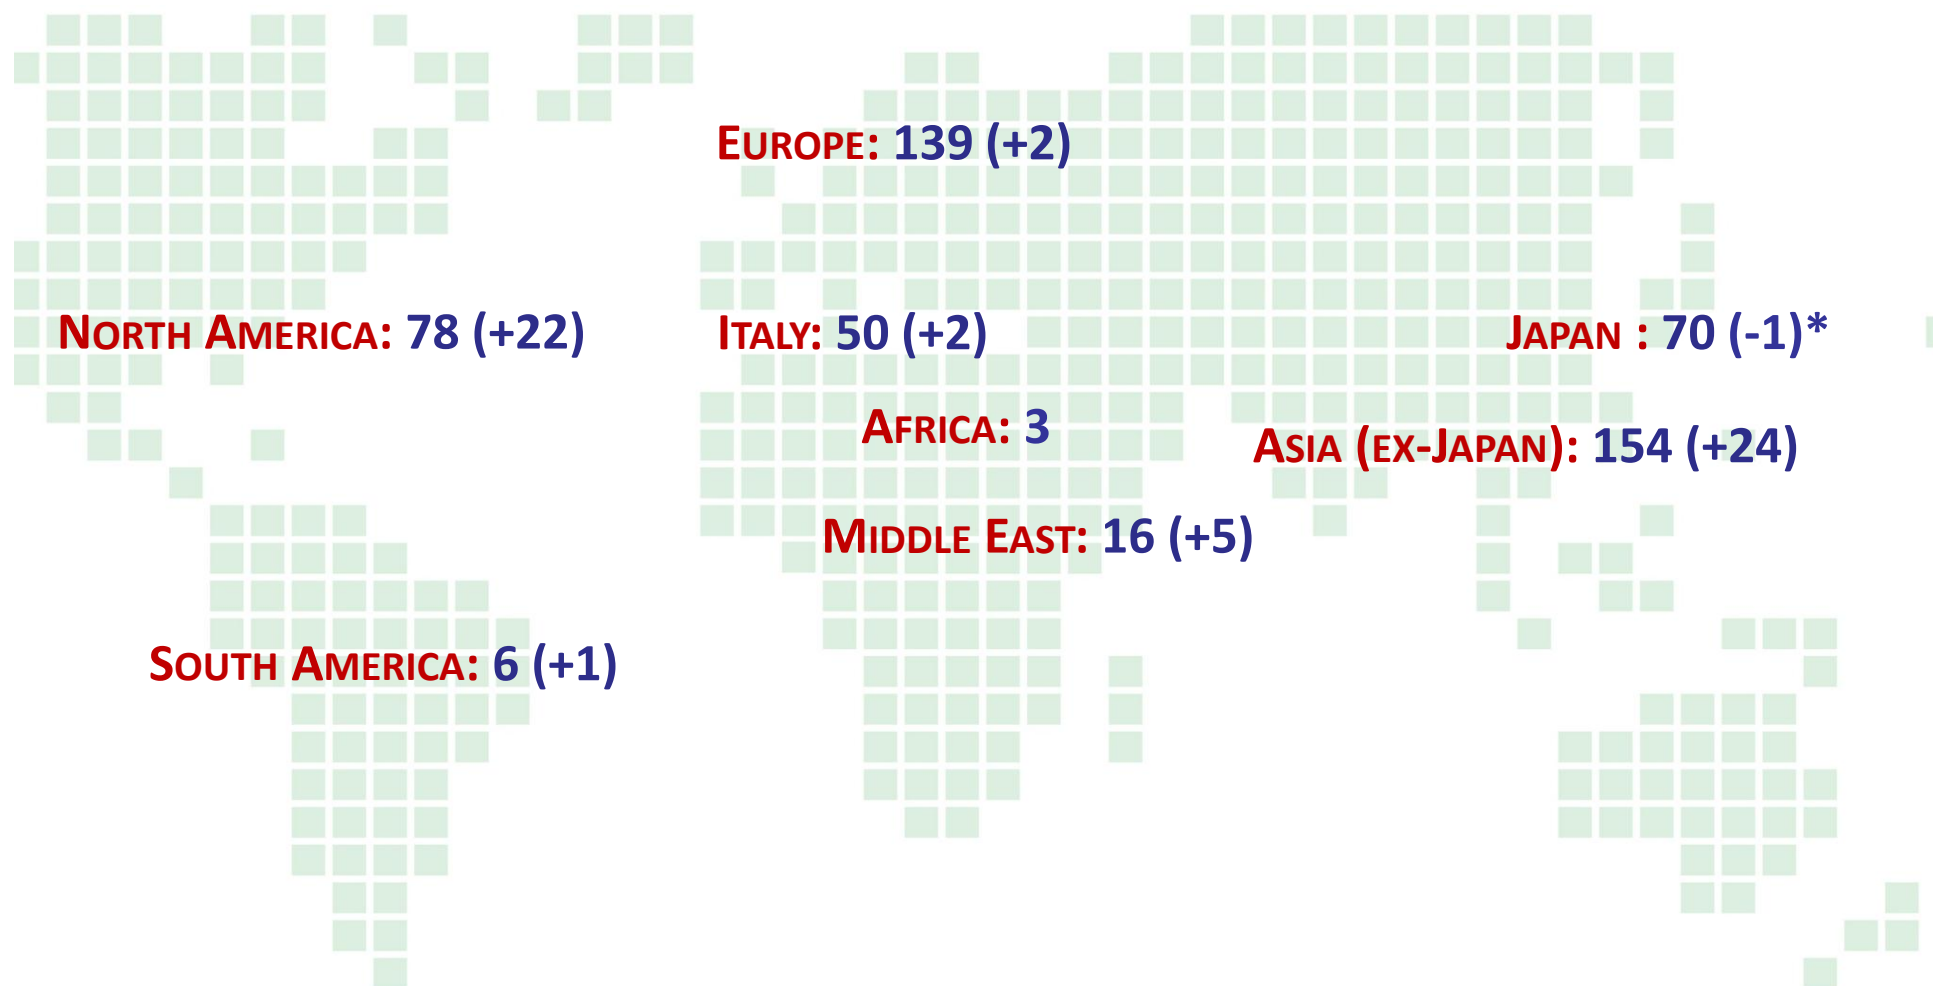 Europe: 139 (+2)
North America: 78 (+22)
Italy: 50 (+2)
Japan : 70 (-1)*
Africa: 3
Asia (ex-Japan): 154 (+24)
Middle East: 16 (+5)
South America: 6 (+1)